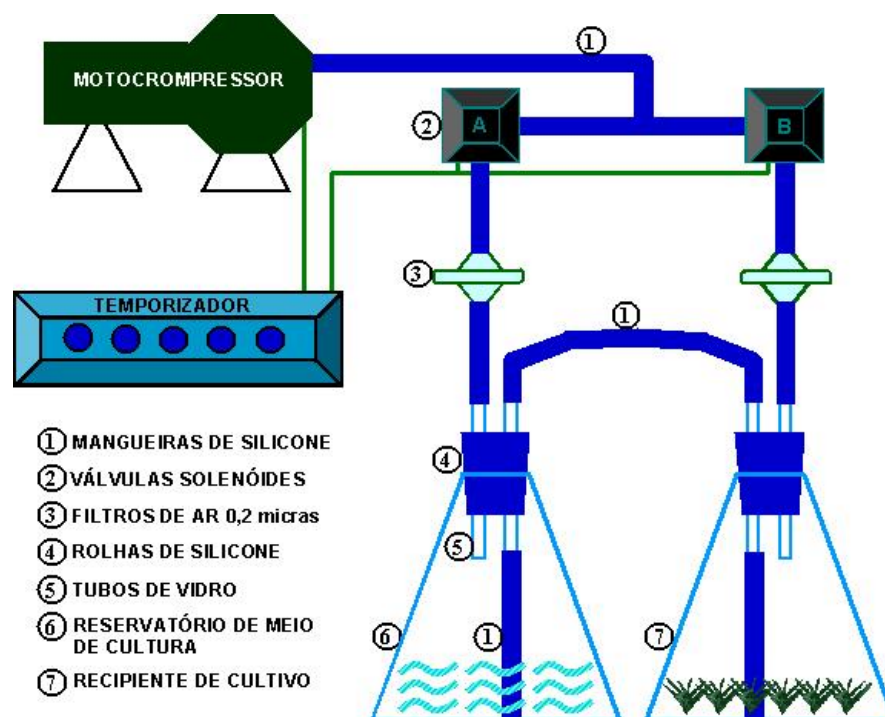 MOTOCROMPRESSOR
1
2
A
B
3
TEMPORIZADOR
1
4
5
6
1
7
1 MANGUEIRAS DE SILICONE
2 VÁLVULAS SOLENÓIDES
3 FILTROS DE AR 0,2 micras
4 ROLHAS DE SILICONE
5 TUBOS DE VIDRO
6 RESERVATÓRIO DE MEIO
DE CULTURA
7 RECIPIENTE DE CULTIVO